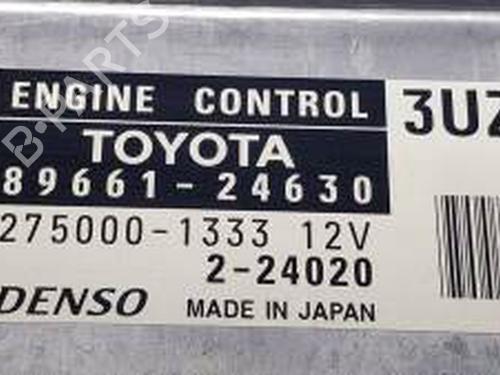 ENGINE CONTROL
3UZ
TOYOTA
89661-24630
275000-1333 12V
2-24020
DENSO
MADE IN JAPAN
B-PARTS